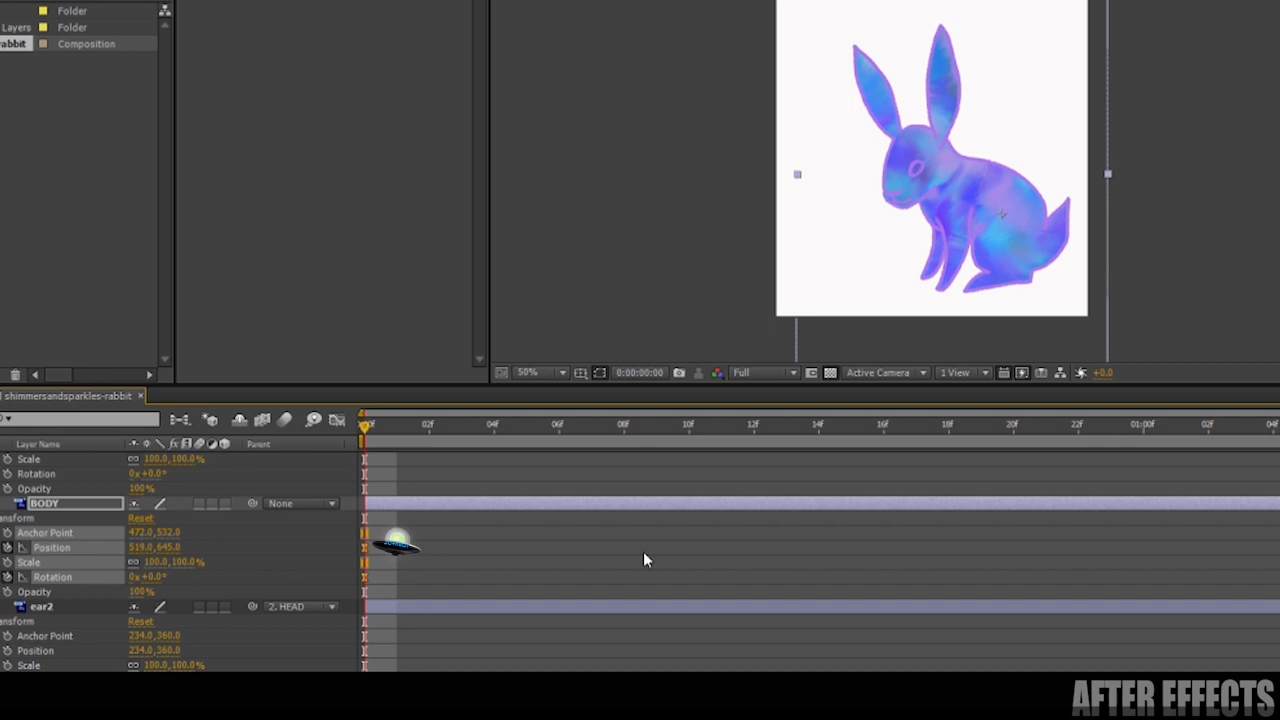 Folder
Layers Folder
rabbit Composition
50% 0:00:00:00 Full Active Camera 1 View +0.0
shimmersandsparkles-rabbit ×
02f 04f 06f 08f 10f 12f 14f 16f 18f 20f 22f 01:00f 02f 04f
Layer Name fx Parent
Scale 100.0,100.0%
Rotation 0x+0.0°
Opacity 100%
BODY None
ansform Reset
Anchor Point 472.0,532.0
Position 519.0,645.0
Scale 100.0,100.0%
Rotation 0x+0.0°
Opacity 100%
ear2 2. HEAD
ansform Reset
Anchor Point 234.0,360.0
Position 234.0,360.0
Scale 100.0,100.0%
AFTER EFFECTS